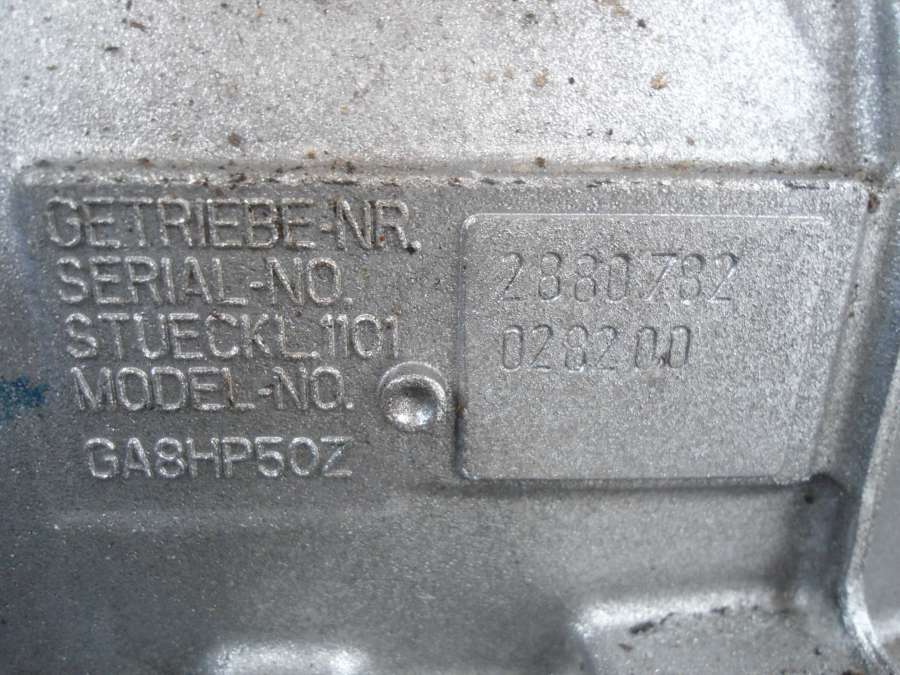 GETRIEBE-NR.
SERIAL-NO.
2880782
STUECKL.1101
028200
MODEL-NO.
GA8HP50Z